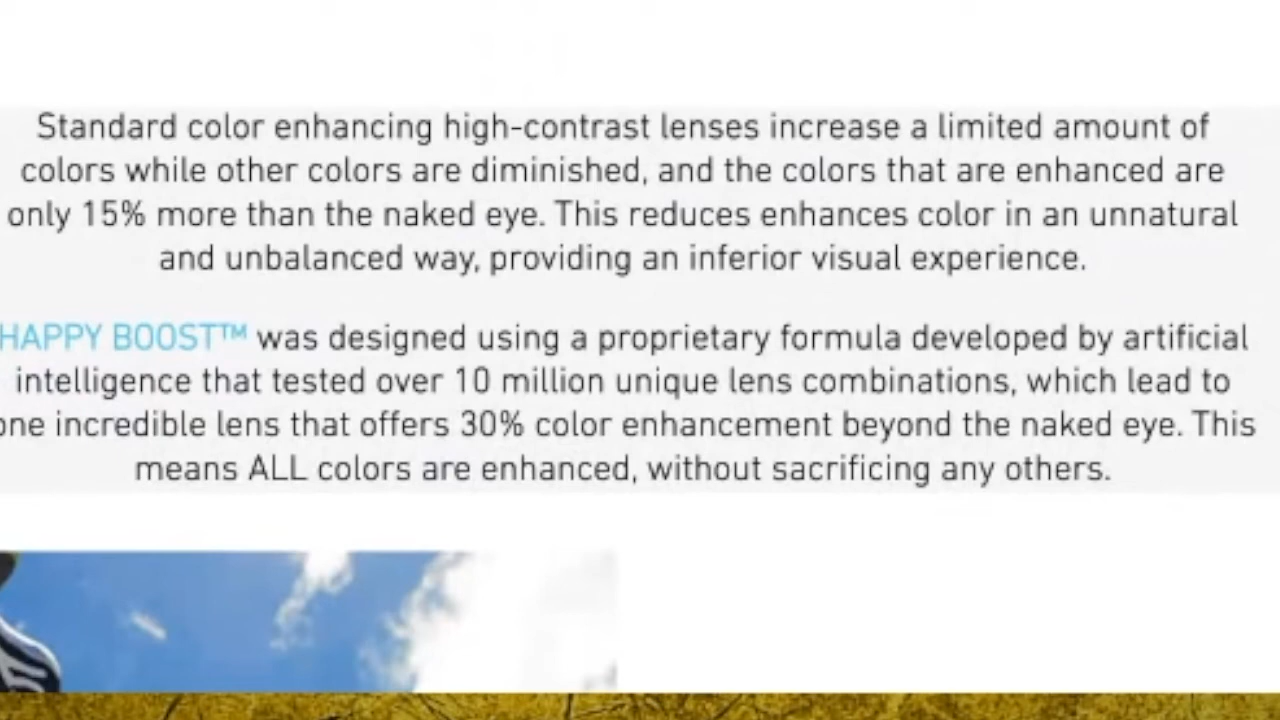 Standard color enhancing high-contrast lenses increase a limited amount of
colors while other colors are diminished, and the colors that are enhanced are
only 15% more than the naked eye. This reduces enhances color in an unnatural
and unbalanced way, providing an inferior visual experience.
HAPPY BOOST™ was designed using a proprietary formula developed by artificial
intelligence that tested over 10 million unique lens combinations, which lead to
one incredible lens that offers 30% color enhancement beyond the naked eye. This
means ALL colors are enhanced, without sacrificing any others.